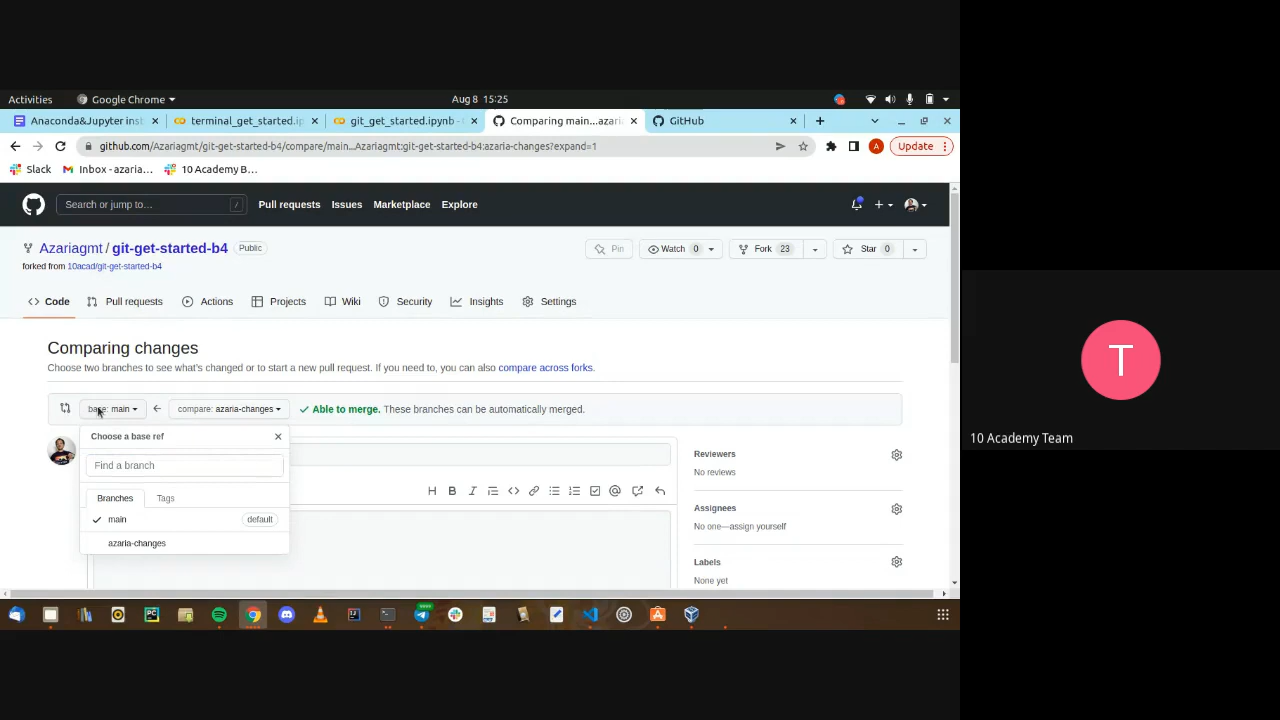 Activities
Google Chrome
Aug 8 15:25
Anaconda&Jupyter inst
terminal_get_started.ip
git_get_started.ipynb -
Comparing main...azari
GitHub
github.com/Azariagmt/git-get-started-b4/compare/main...Azariagmt:git-get-started-b4:azaria-changes?expand=1
A
Update
Slack
Inbox - azaria...
10 Academy B...
Search or jump to...
/
Pull requests
Issues
Marketplace
Explore
Azariagmt / git-get-started-b4
Public
forked from 10acad/git-get-started-b4
Pin
Watch 0
Fork 23
Star 0
Code
Pull requests
Actions
Projects
Wiki
Security
Insights
Settings
Comparing changes
Choose two branches to see what's changed or to start a new pull request. If you need to, you can also compare across forks.
base: main
compare: azaria-changes
Able to merge. These branches can be automatically merged.
Choose a base ref
Find a branch
Branches
Tags
main
default
azaria-changes
H B I
Reviewers
No reviews
Assignees
No one—assign yourself
Labels
None yet
T
10 Academy Team